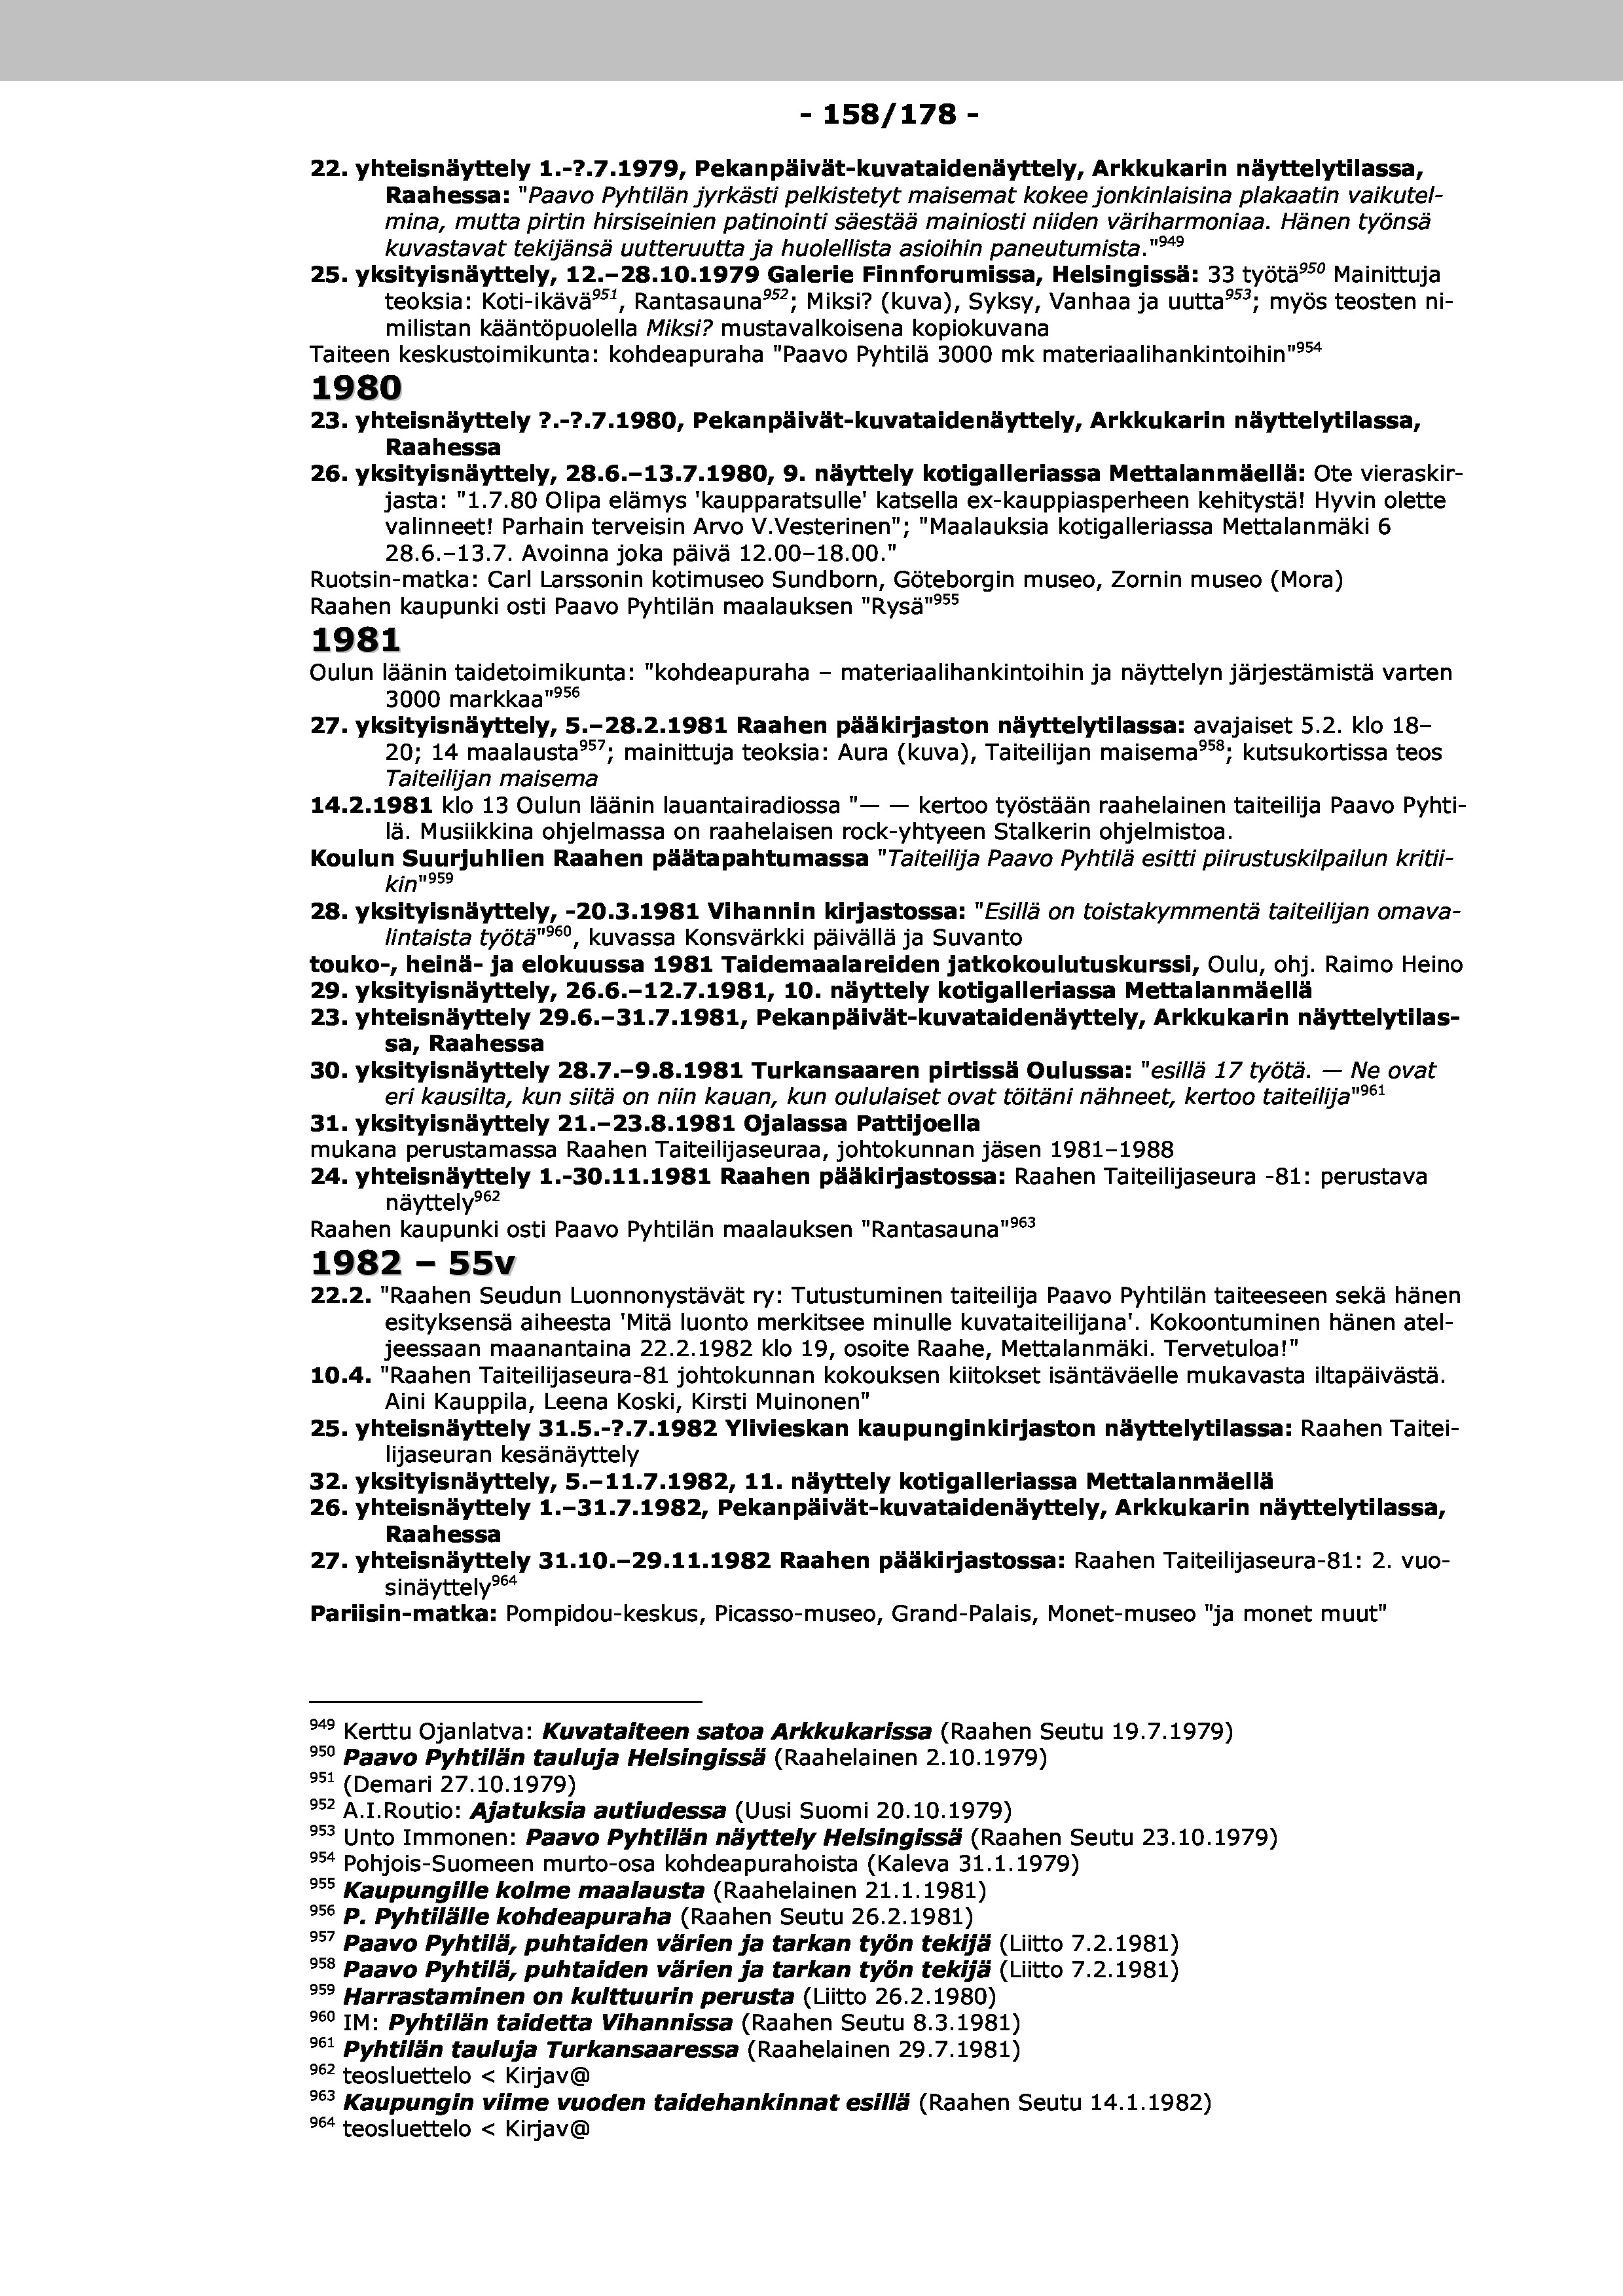 - 158/178 -
22. yhteisnäyttely 1.-?.7.1979, Pekanpäivät-kuvataidenäyttely, Arkkukarin näyttelytilassa,
Raahessa: "Paavo Pyhtilän jyrkästi pelkistetyt maisemat kokee jonkinlaisina plakaatin vaikutel-
mina, mutta pirtin hirsiseinien patinointi säestää mainiosti niiden väriharmoniaa. Hänen työnsä
kuvastavat tekijänsä uutteruutta ja huolellista asioihin paneutumista."949
25. yksityisnäyttely, 12.–28.10.1979 Galerie Finnforumissa, Helsingissä: 33 työtä950 Mainittuja
teoksia: Koti-ikävä951, Rantasauna952; Miksi? (kuva), Syksy, Vanhaa ja uutta953; myös teosten ni-
milistan kääntöpuolella Miksi? mustavalkoisena kopiokuvana
Taiteen keskustoimikunta: kohdeapuraha "Paavo Pyhtilä 3000 mk materiaalihankintoihin"954
1980
23. yhteisnäyttely ?.-?.7.1980, Pekanpäivät-kuvataidenäyttely, Arkkukarin näyttelytilassa,
Raahessa
26. yksityisnäyttely, 28.6.–13.7.1980, 9. näyttely kotigalleriassa Mettalanmäellä: Ote vieraskir-
jasta: "1.7.80 Olipa elämys 'kaupparatsulle' katsella ex-kauppiasperheen kehitystä! Hyvin olette
valinneet! Parhain terveisin Arvo V.Vesterinen"; "Maalauksia kotigalleriassa Mettalanmäki 6
28.6.–13.7. Avoinna joka päivä 12.00–18.00."
Ruotsin-matka: Carl Larssonin kotimuseo Sundborn, Göteborgin museo, Zornin museo (Mora)
Raahen kaupunki osti Paavo Pyhtilän maalauksen "Rysä"955
1981
Oulun läänin taidetoimikunta: "kohdeapuraha – materiaalihankintoihin ja näyttelyn järjestämistä varten
3000 markkaa"956
27. yksityisnäyttely, 5.–28.2.1981 Raahen pääkirjaston näyttelytilassa: avajaiset 5.2. klo 18–
20; 14 maalausta957; mainittuja teoksia: Aura (kuva), Taiteilijan maisema958; kutsukortissa teos
Taiteilijan maisema
14.2.1981 klo 13 Oulun läänin lauantairadiossa "— — kertoo työstään raahelainen taiteilija Paavo Pyhti-
lä. Musiikkina ohjelmassa on raahelaisen rock-yhtyeen Stalkerin ohjelmistoa.
Koulun Suurjuhlien Raahen päätapahtumassa "Taiteilija Paavo Pyhtilä esitti piirustuskilpailun kritii-
kin"959
28. yksityisnäyttely, -20.3.1981 Vihannin kirjastossa: "Esillä on toistakymmentä taiteilijan omava-
lintaista työtä"960, kuvassa Konsvärkki päivällä ja Suvanto
touko-, heinä- ja elokuussa 1981 Taidemaalareiden jatkokoulutuskurssi, Oulu, ohj. Raimo Heino
29. yksityisnäyttely, 26.6.–12.7.1981, 10. näyttely kotigalleriassa Mettalanmäellä
23. yhteisnäyttely 29.6.–31.7.1981, Pekanpäivät-kuvataidenäyttely, Arkkukarin näyttelytilas-
sa, Raahessa
30. yksityisnäyttely 28.7.–9.8.1981 Turkansaaren pirtissä Oulussa: "esillä 17 työtä. — Ne ovat
eri kausilta, kun siitä on niin kauan, kun oululaiset ovat töitäni nähneet, kertoo taiteilija"961
31. yksityisnäyttely 21.–23.8.1981 Ojalassa Pattijoella
mukana perustamassa Raahen Taiteilijaseuraa, johtokunnan jäsen 1981–1988
24. yhteisnäyttely 1.-30.11.1981 Raahen pääkirjastossa: Raahen Taiteilijaseura -81: perustava
näyttely962
Raahen kaupunki osti Paavo Pyhtilän maalauksen "Rantasauna"963
1982 – 55v
22.2. "Raahen Seudun Luonnonystävät ry: Tutustuminen taiteilija Paavo Pyhtilän taiteeseen sekä hänen
esityksensä aiheesta 'Mitä luonto merkitsee minulle kuvataiteilijana'. Kokoontuminen hänen atel-
jeessaan maanantaina 22.2.1982 klo 19, osoite Raahe, Mettalanmäki. Tervetuloa!"
10.4. "Raahen Taiteilijaseura-81 johtokunnan kokouksen kiitokset isäntäväelle mukavasta iltapäivästä.
Aini Kauppila, Leena Koski, Kirsti Muinonen"
25. yhteisnäyttely 31.5.-?.7.1982 Ylivieskan kaupunginkirjaston näyttelytilassa: Raahen Taitei-
lijaseuran kesänäyttely
32. yksityisnäyttely, 5.–11.7.1982, 11. näyttely kotigalleriassa Mettalanmäellä
26. yhteisnäyttely 1.–31.7.1982, Pekanpäivät-kuvataidenäyttely, Arkkukarin näyttelytilassa,
Raahessa
27. yhteisnäyttely 31.10.–29.11.1982 Raahen pääkirjastossa: Raahen Taiteilijaseura-81: 2. vuo-
sinäyttely964
Pariisin-matka: Pompidou-keskus, Picasso-museo, Grand-Palais, Monet-museo "ja monet muut"
949 Kerttu Ojanlatva: Kuvataiteen satoa Arkkukarissa (Raahen Seutu 19.7.1979)
950 Paavo Pyhtilän tauluja Helsingissä (Raahelainen 2.10.1979)
951 (Demari 27.10.1979)
952 A.I.Routio: Ajatuksia autiudessa (Uusi Suomi 20.10.1979)
953 Unto Immonen: Paavo Pyhtilän näyttely Helsingissä (Raahen Seutu 23.10.1979)
954 Pohjois-Suomeen murto-osa kohdeapurahoista (Kaleva 31.1.1979)
955 Kaupungille kolme maalausta (Raahelainen 21.1.1981)
956 P. Pyhtilälle kohdeapuraha (Raahen Seutu 26.2.1981)
957 Paavo Pyhtilä, puhtaiden värien ja tarkan työn tekijä (Liitto 7.2.1981)
958 Paavo Pyhtilä, puhtaiden värien ja tarkan työn tekijä (Liitto 7.2.1981)
959 Harrastaminen on kulttuurin perusta (Liitto 26.2.1980)
960 IM: Pyhtilän taidetta Vihannissa (Raahen Seutu 8.3.1981)
961 Pyhtilän tauluja Turkansaaressa (Raahelainen 29.7.1981)
962 teosluettelo < Kirjav@
963 Kaupungin viime vuoden taidehankinnat esillä (Raahen Seutu 14.1.1982)
964 teosluettelo < Kirjav@